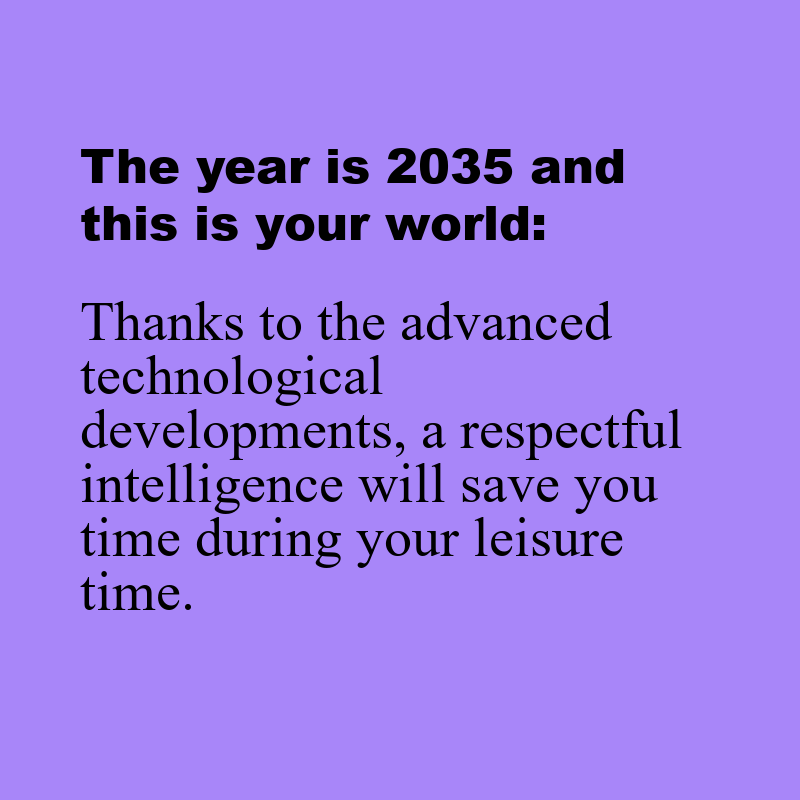 The year is 2035 and
this is your world:
Thanks to the advanced
technological
developments, a respectful
intelligence will save you
time during your leisure
time.